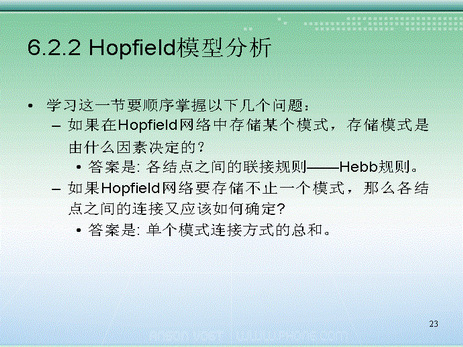 6.2.2 Hopfield模型分析
• 学习这一节要顺序掌握以下几个问题：
– 如果在Hopfield网络中存储某个模式，存储模式是
由什么因素决定的？
• 答案是: 各结点之间的联接规则——Hebb规则。
– 如果Hopfield网络要存储不止一个模式，那么各结
点之间的连接又应该如何确定?
• 答案是: 单个模式连接方式的总和。
23